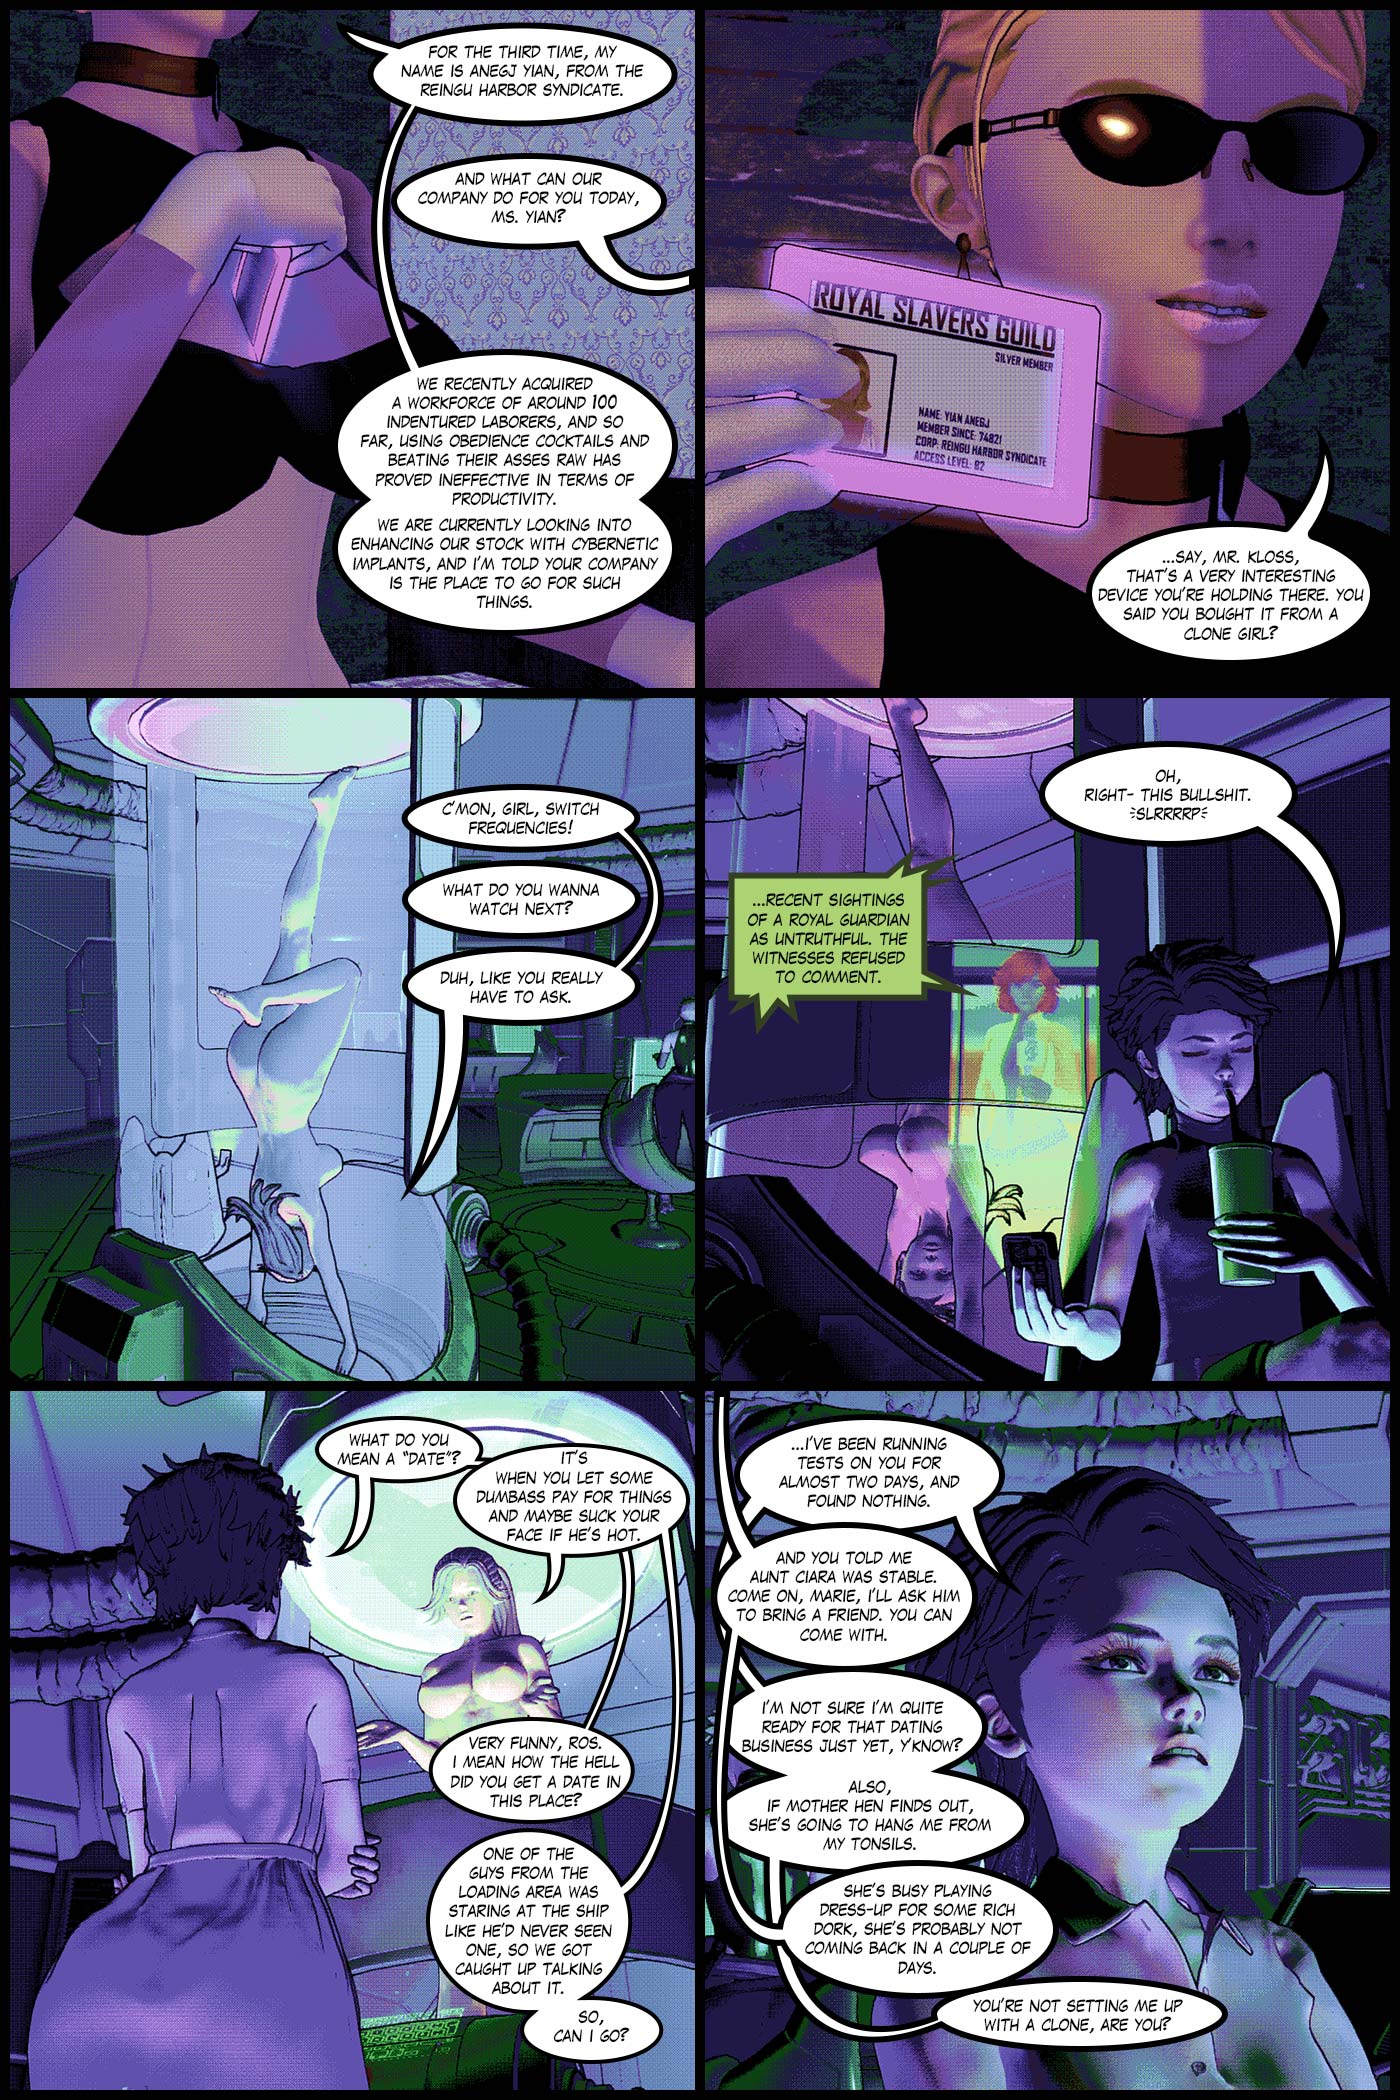 FOR THE THIRD TIME, MY
NAME IS ANEGJ YIAN, FROM THE
REINGU HARBOR SYNDICATE.
AND WHAT CAN OUR
COMPANY DO FOR YOU TODAY,
MS. YIAN?
WE RECENTLY ACQUIRED
A WORKFORCE OF AROUND 100
INDENTURED LABORERS, AND SO
FAR, USING OBEDIENCE COCKTAILS AND
BEATING THEIR ASSES RAW HAS
PROVED INEFFECTIVE IN TERMS OF
PRODUCTIVITY.
WE ARE CURRENTLY LOOKING INTO
ENHANCING OUR STOCK WITH CYBERNETIC
IMPLANTS, AND I'M TOLD YOUR COMPANY
IS THE PLACE TO GO FOR SUCH
THINGS.
ROYAL SLAVERS GUILD
SILVER MEMBER
NAME: YIAN ANEGJ
MEMBER SINCE: 74821
CORP: REINGU HARBOR SYNDICATE
ACCESS LEVEL: 82
...SAY, MR. KLOSS,
THAT'S A VERY INTERESTING
DEVICE YOU'RE HOLDING THERE. YOU
SAID YOU BOUGHT IT FROM A
CLONE GIRL?
C'MON, GIRL, SWITCH
FREQUENCIES!
WHAT DO YOU WANNA
WATCH NEXT?
DUH, LIKE YOU REALLY
HAVE TO ASK.
OH,
RIGHT- THIS BULLSHIT.
SLRRRRP
...RECENT SIGHTINGS
OF A ROYAL GUARDIAN
AS UNTRUTHFUL. THE
WITNESSES REFUSED
TO COMMENT.
WHAT DO YOU
MEAN A "DATE"?
IT'S
WHEN YOU LET SOME
DUMBASS PAY FOR THINGS
AND MAYBE SUCK YOUR
FACE IF HE'S HOT.
VERY FUNNY, ROS.
I MEAN HOW THE HELL
DID YOU GET A DATE IN
THIS PLACE?
ONE OF THE
GUYS FROM THE
LOADING AREA WAS
STARING AT THE SHIP
LIKE HE'D NEVER SEEN
ONE, SO WE GOT
CAUGHT UP TALKING
ABOUT IT.
SO,
CAN I GO?
...I'VE BEEN RUNNING
TESTS ON YOU FOR
ALMOST TWO DAYS, AND
FOUND NOTHING.
AND YOU TOLD ME
AUNT CIARA WAS STABLE.
COME ON, MARIE, I'LL ASK HIM
TO BRING A FRIEND. YOU CAN
COME WITH.
I'M NOT SURE I'M QUITE
READY FOR THAT DATING
BUSINESS JUST YET, Y'KNOW?
ALSO,
IF MOTHER HEN FINDS OUT,
SHE'S GOING TO HANG ME FROM
MY TONSILS.
SHE'S BUSY PLAYING
DRESS-UP FOR SOME RICH
DORK, SHE'S PROBABLY NOT
COMING BACK IN A COUPLE OF
DAYS.
YOU'RE NOT SETTING ME UP
WITH A CLONE, ARE YOU?